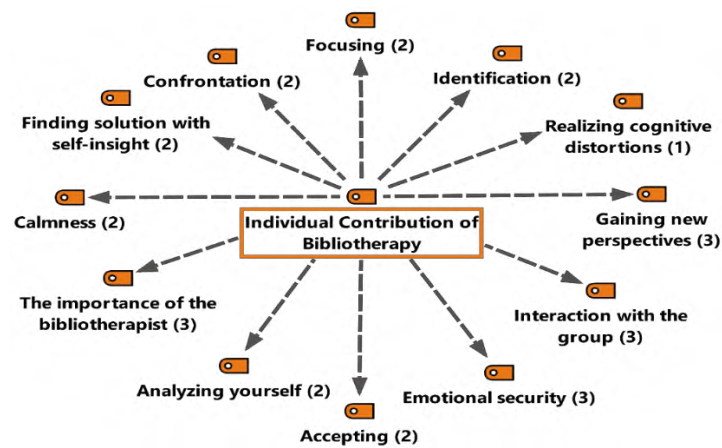 Focusing (2)
Confrontation (2)
Identification (2)
Finding solution with
self-insight (2)
Realizing cognitive
distortions (1)
Calmness (2)
Individual Contribution of
Bibliotherapy
Gaining new
perspectives (3)
The importance of the
bibliotherapist (3)
Interaction with the
group (3)
Analyzing yourself (2)
Emotional security (3)
Accepting (2)